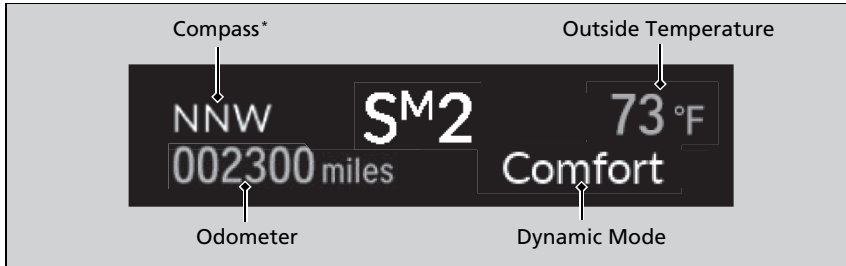 Compass* Outside Temperature
NNW SM2 73 °F
002300 miles Comfort
Odometer Dynamic Mode